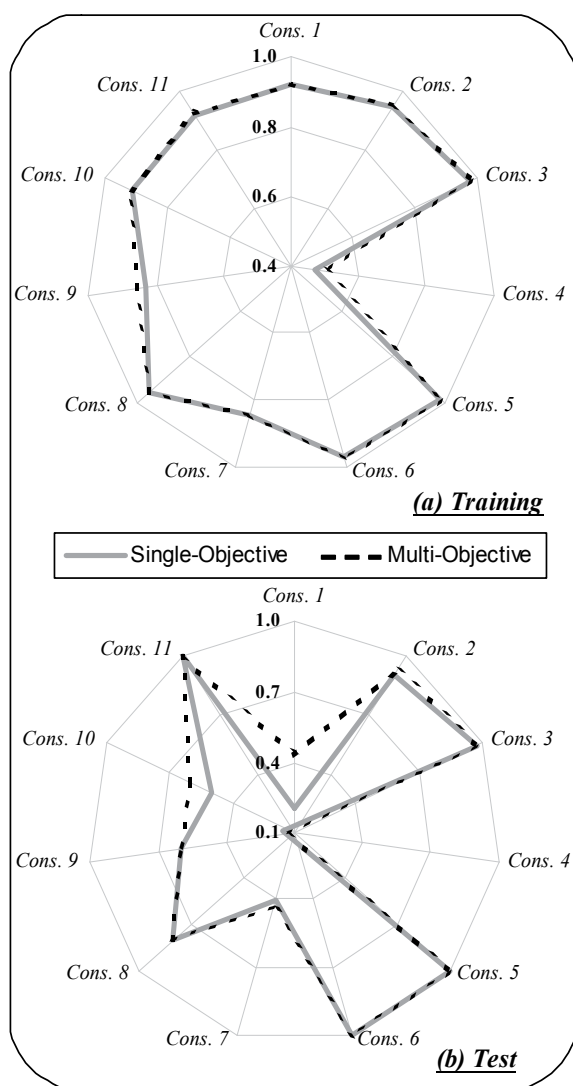 Cons. 1
1.0
Cons. 11
Cons. 2
0.8
Cons. 10
Cons. 3
0.6
0.4
Cons. 9
Cons. 4
Cons. 8
Cons. 5
Cons. 7
Cons. 6
(a) Training
Single-Objective
Multi-Objective
Cons. 1
1.0
Cons. 11
Cons. 2
0.7
Cons. 10
Cons. 3
0.4
0.1
Cons. 9
Cons. 4
Cons. 8
Cons. 5
Cons. 7
Cons. 6
(b) Test